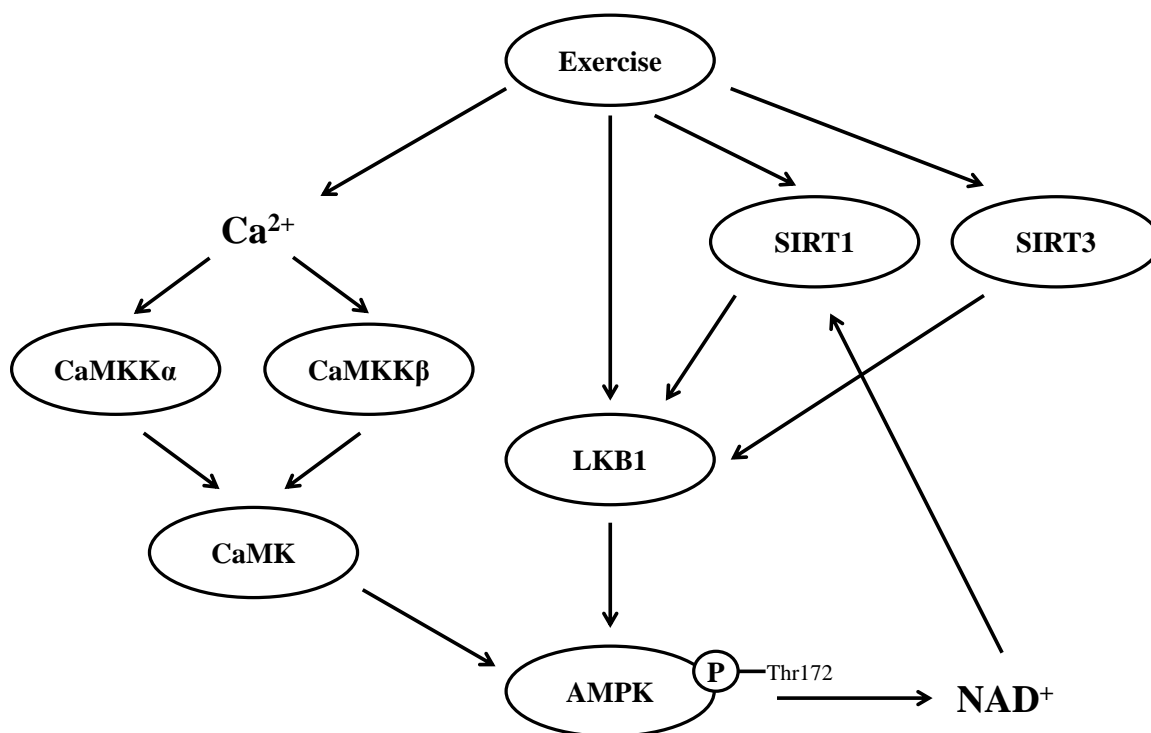 Exercise
Ca²⁺
SIRT1
SIRT3
CaMKKα
CaMKKβ
LKB1
CaMK
AMPK
P
Thr172
NAD⁺